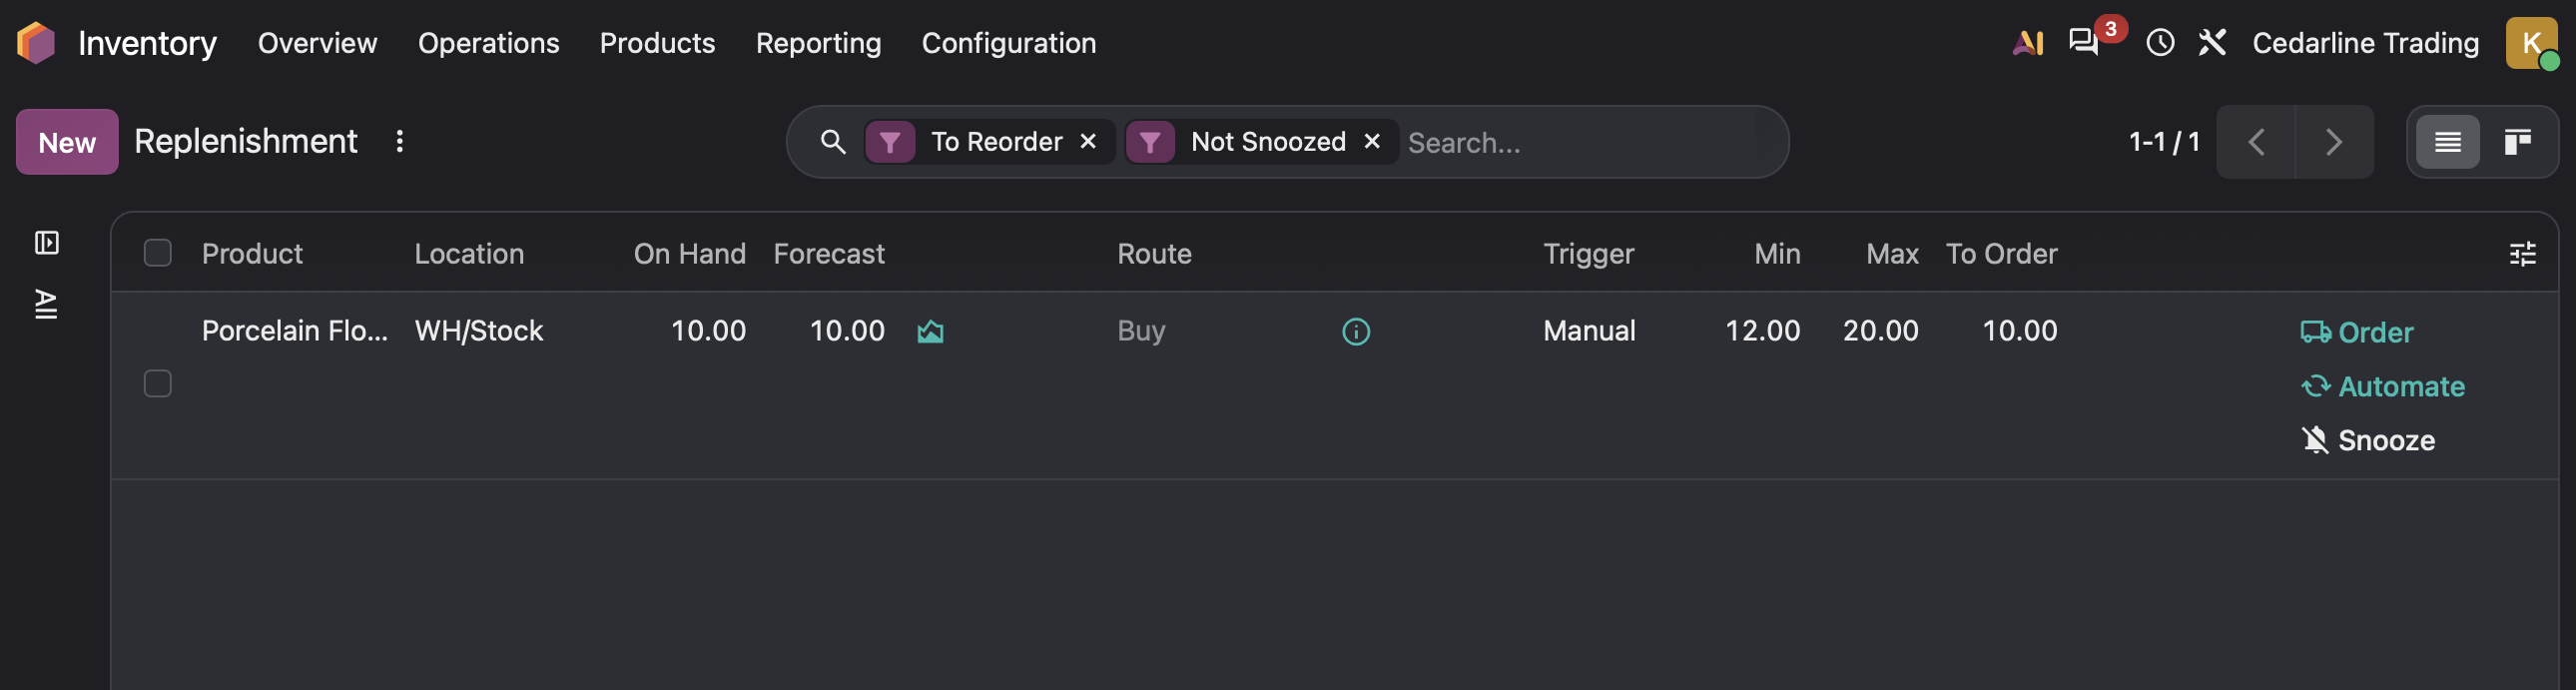 Inventory Overview Operations Products Reporting Configuration AI 3 Cedarline Trading K
New Replenishment To Reorder Not Snoozed Search... 1-1 / 1
All
Product Location On Hand Forecast Route Trigger Min Max To Order
Porcelain Flo... WH/Stock 10.00 10.00 Buy Manual 12.00 20.00 10.00 Order
Automate
Snooze